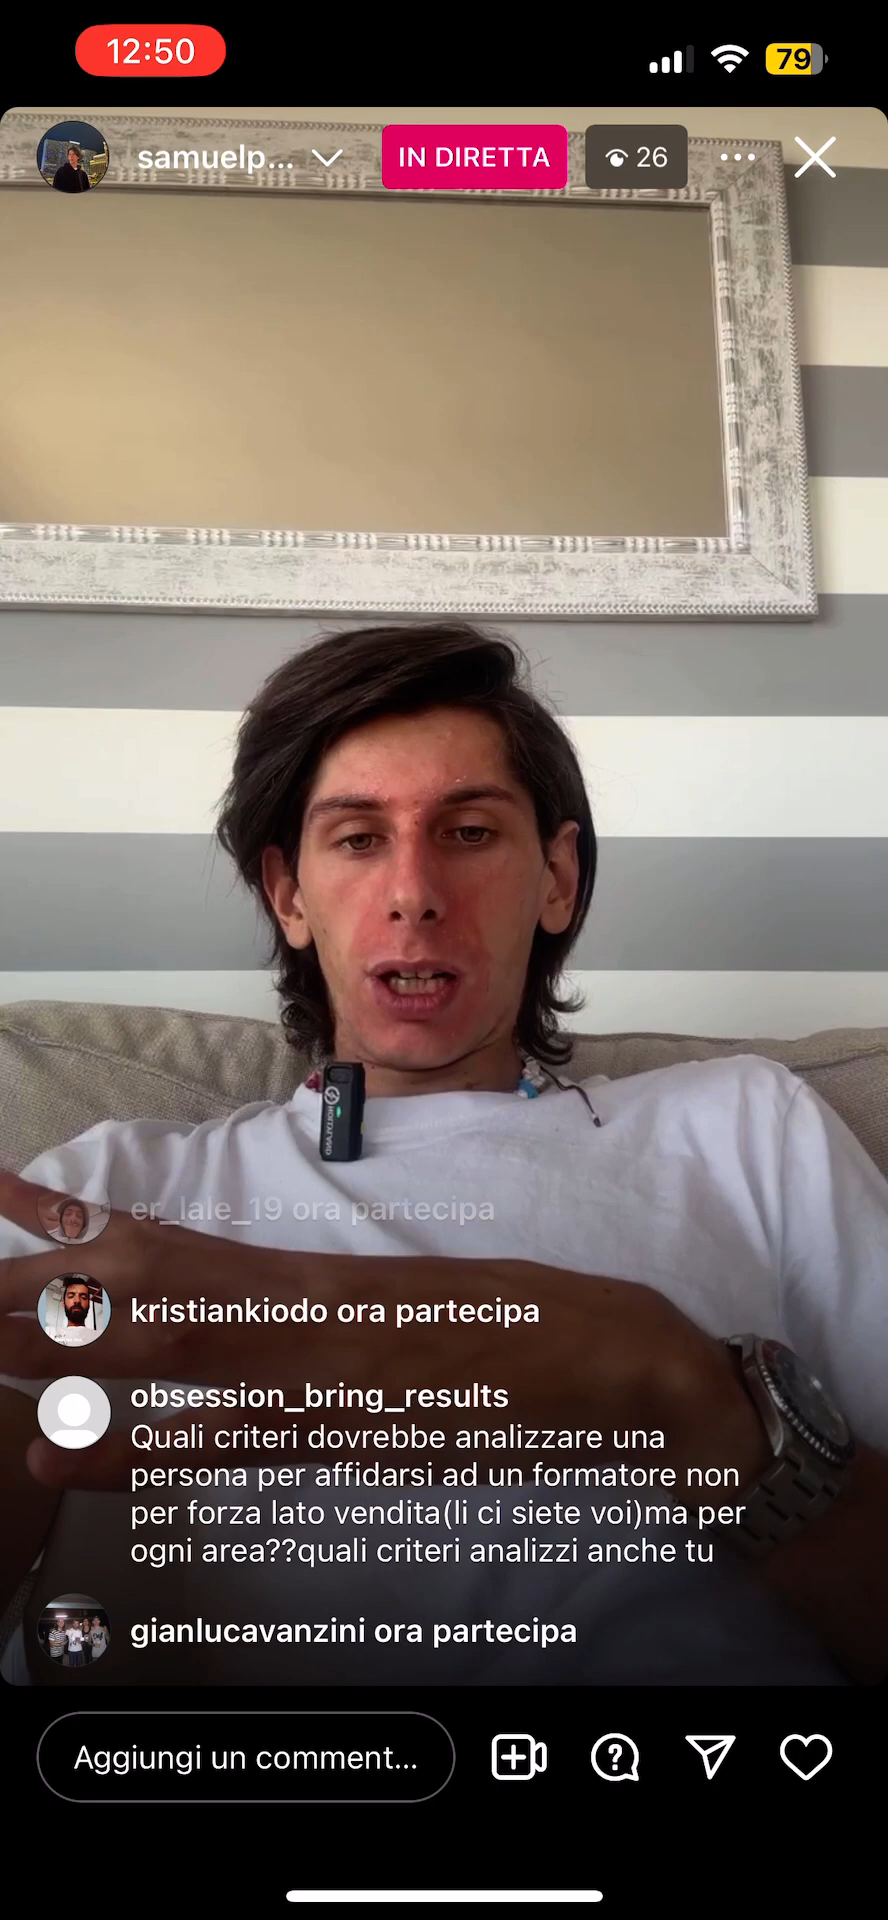 12:50
79
samuelp...
IN DIRETTA
26
er_lale_19 ora partecipa
kristiankiodo ora partecipa
obsession_bring_results
Quali criteri dovrebbe analizzare una
persona per affidarsi ad un formatore non
per forza lato vendita(li ci siete voi)ma per
ogni area??quali criteri analizzi anche tu
gianlucavanzini ora partecipa
Aggiungi un comment...
HOLLYLAND